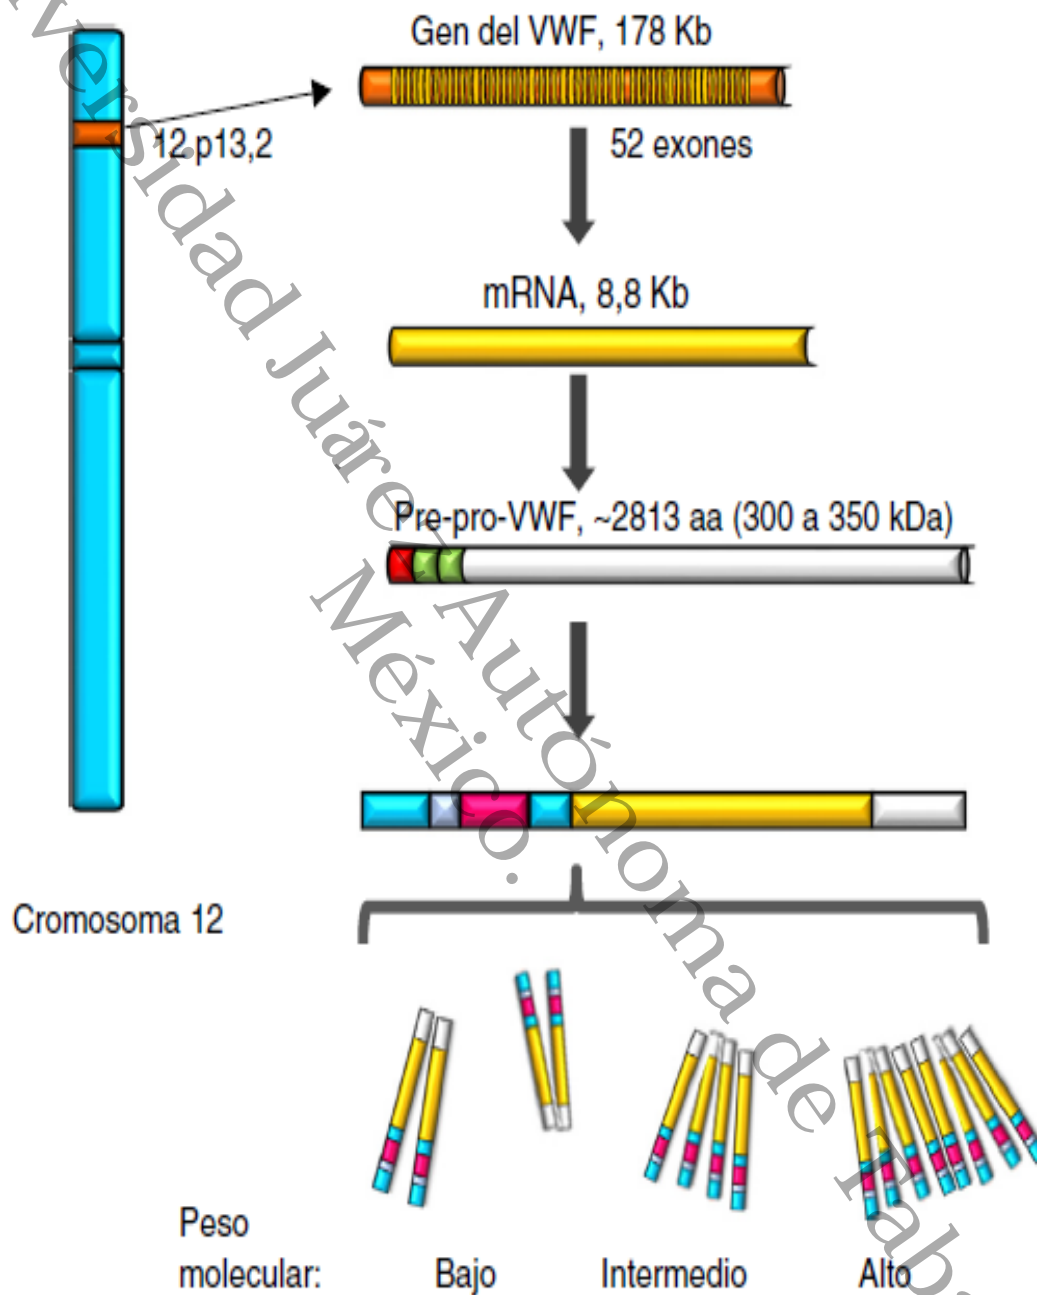 Gen del VWF, 178 Kb
12 p13,2
52 exones
mRNA, 8,8 Kb
Pre-pro-VWF, ~2813 aa (300 a 350 kDa)
Cromosoma 12
Peso
molecular:
Bajo
Intermedio
Alto
versidad Juárez Autónoma de Tab
México.